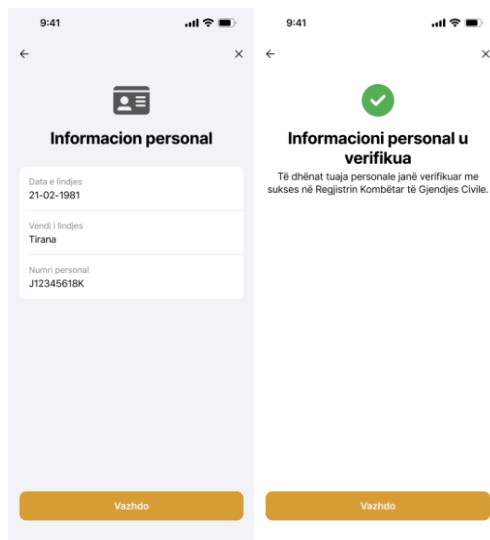 9:41
Informacion personal
Data e lindjes
21-02-1981
Vendi i lindjes
Tirana
Numri personal
J12345618K
Vazhdo
9:41
Informacioni personal u
verifikua
Të dhënat tuaja personale janë verifikuar me
sukses në Regjistrin Kombëtar të Gjendjes Civile.
Vazhdo